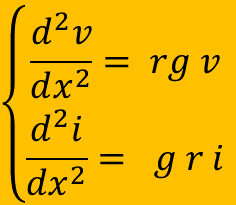 d²v/dx² = rg v
d²i/dx² = g r i